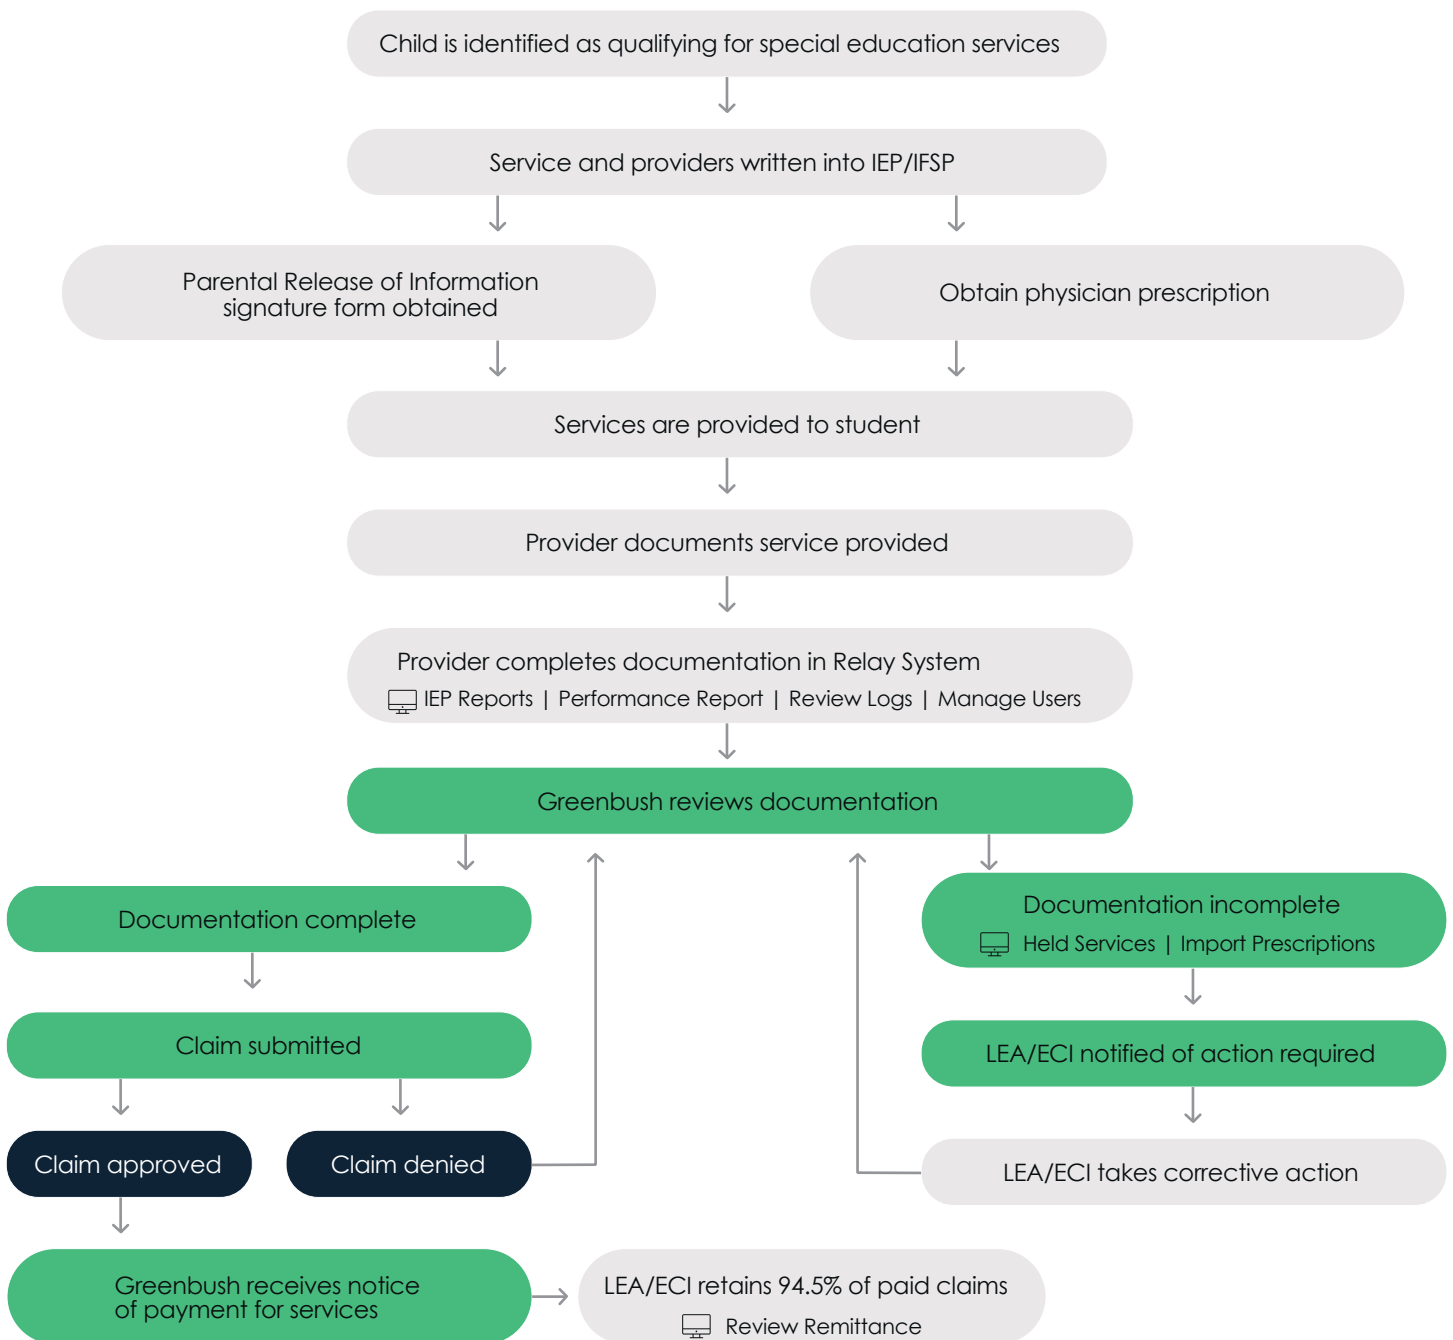 Child is identified as qualifying for special education services
Service and providers written into IEP/IFSP
Parental Release of Information
signature form obtained
Obtain physician prescription
Services are provided to student
Provider documents service provided
Provider completes documentation in Relay System
IEP Reports | Performance Report | Review Logs | Manage Users
Greenbush reviews documentation
Documentation complete
Documentation incomplete
Held Services | Import Prescriptions
Claim submitted
LEA/ECI notified of action required
Claim approved
Claim denied
LEA/ECI takes corrective action
Greenbush receives notice
of payment for services
LEA/ECI retains 94.5% of paid claims
Review Remittance